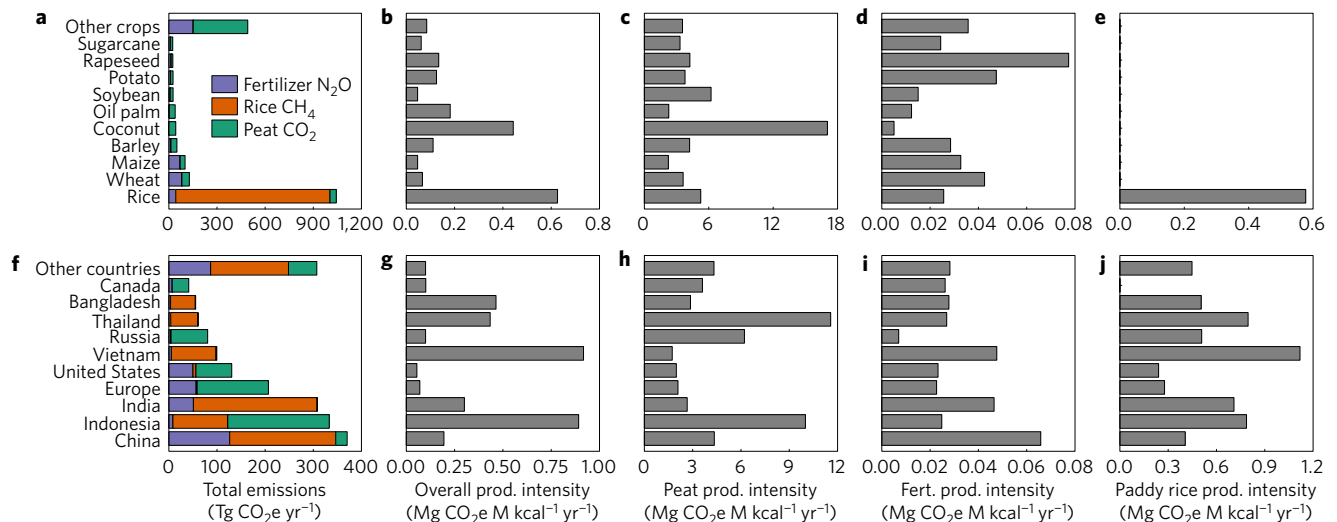 a
Other crops
Sugarcane
Rapeseed
Potato
Soybean
Oil palm
Coconut
Barley
Maize
Wheat
Rice
Fertilizer N₂O
Rice CH₄
Peat CO₂
0 300 600 900 1,200
b
0.0 0.2 0.4 0.6 0.8
c
0 6 12 18
d
0.00 0.02 0.04 0.06 0.08
e
0.0 0.2 0.4 0.6
f
Other countries
Canada
Bangladesh
Thailand
Russia
Vietnam
United States
Europe
India
Indonesia
China
0 100 200 300 400
Total emissions
(Tg CO₂e yr⁻¹)
g
0.00 0.25 0.50 0.75 1.00
Overall prod. intensity
(Mg CO₂e M kcal⁻¹ yr⁻¹)
h
0 3 6 9 12
Peat prod. intensity
(Mg CO₂e M kcal⁻¹ yr⁻¹)
i
0.00 0.02 0.04 0.06 0.08
Fert. prod. intensity
(Mg CO₂e M kcal⁻¹ yr⁻¹)
j
0.0 0.3 0.6 0.9 1.2
Paddy rice prod. intensity
(Mg CO₂e M kcal⁻¹ yr⁻¹)